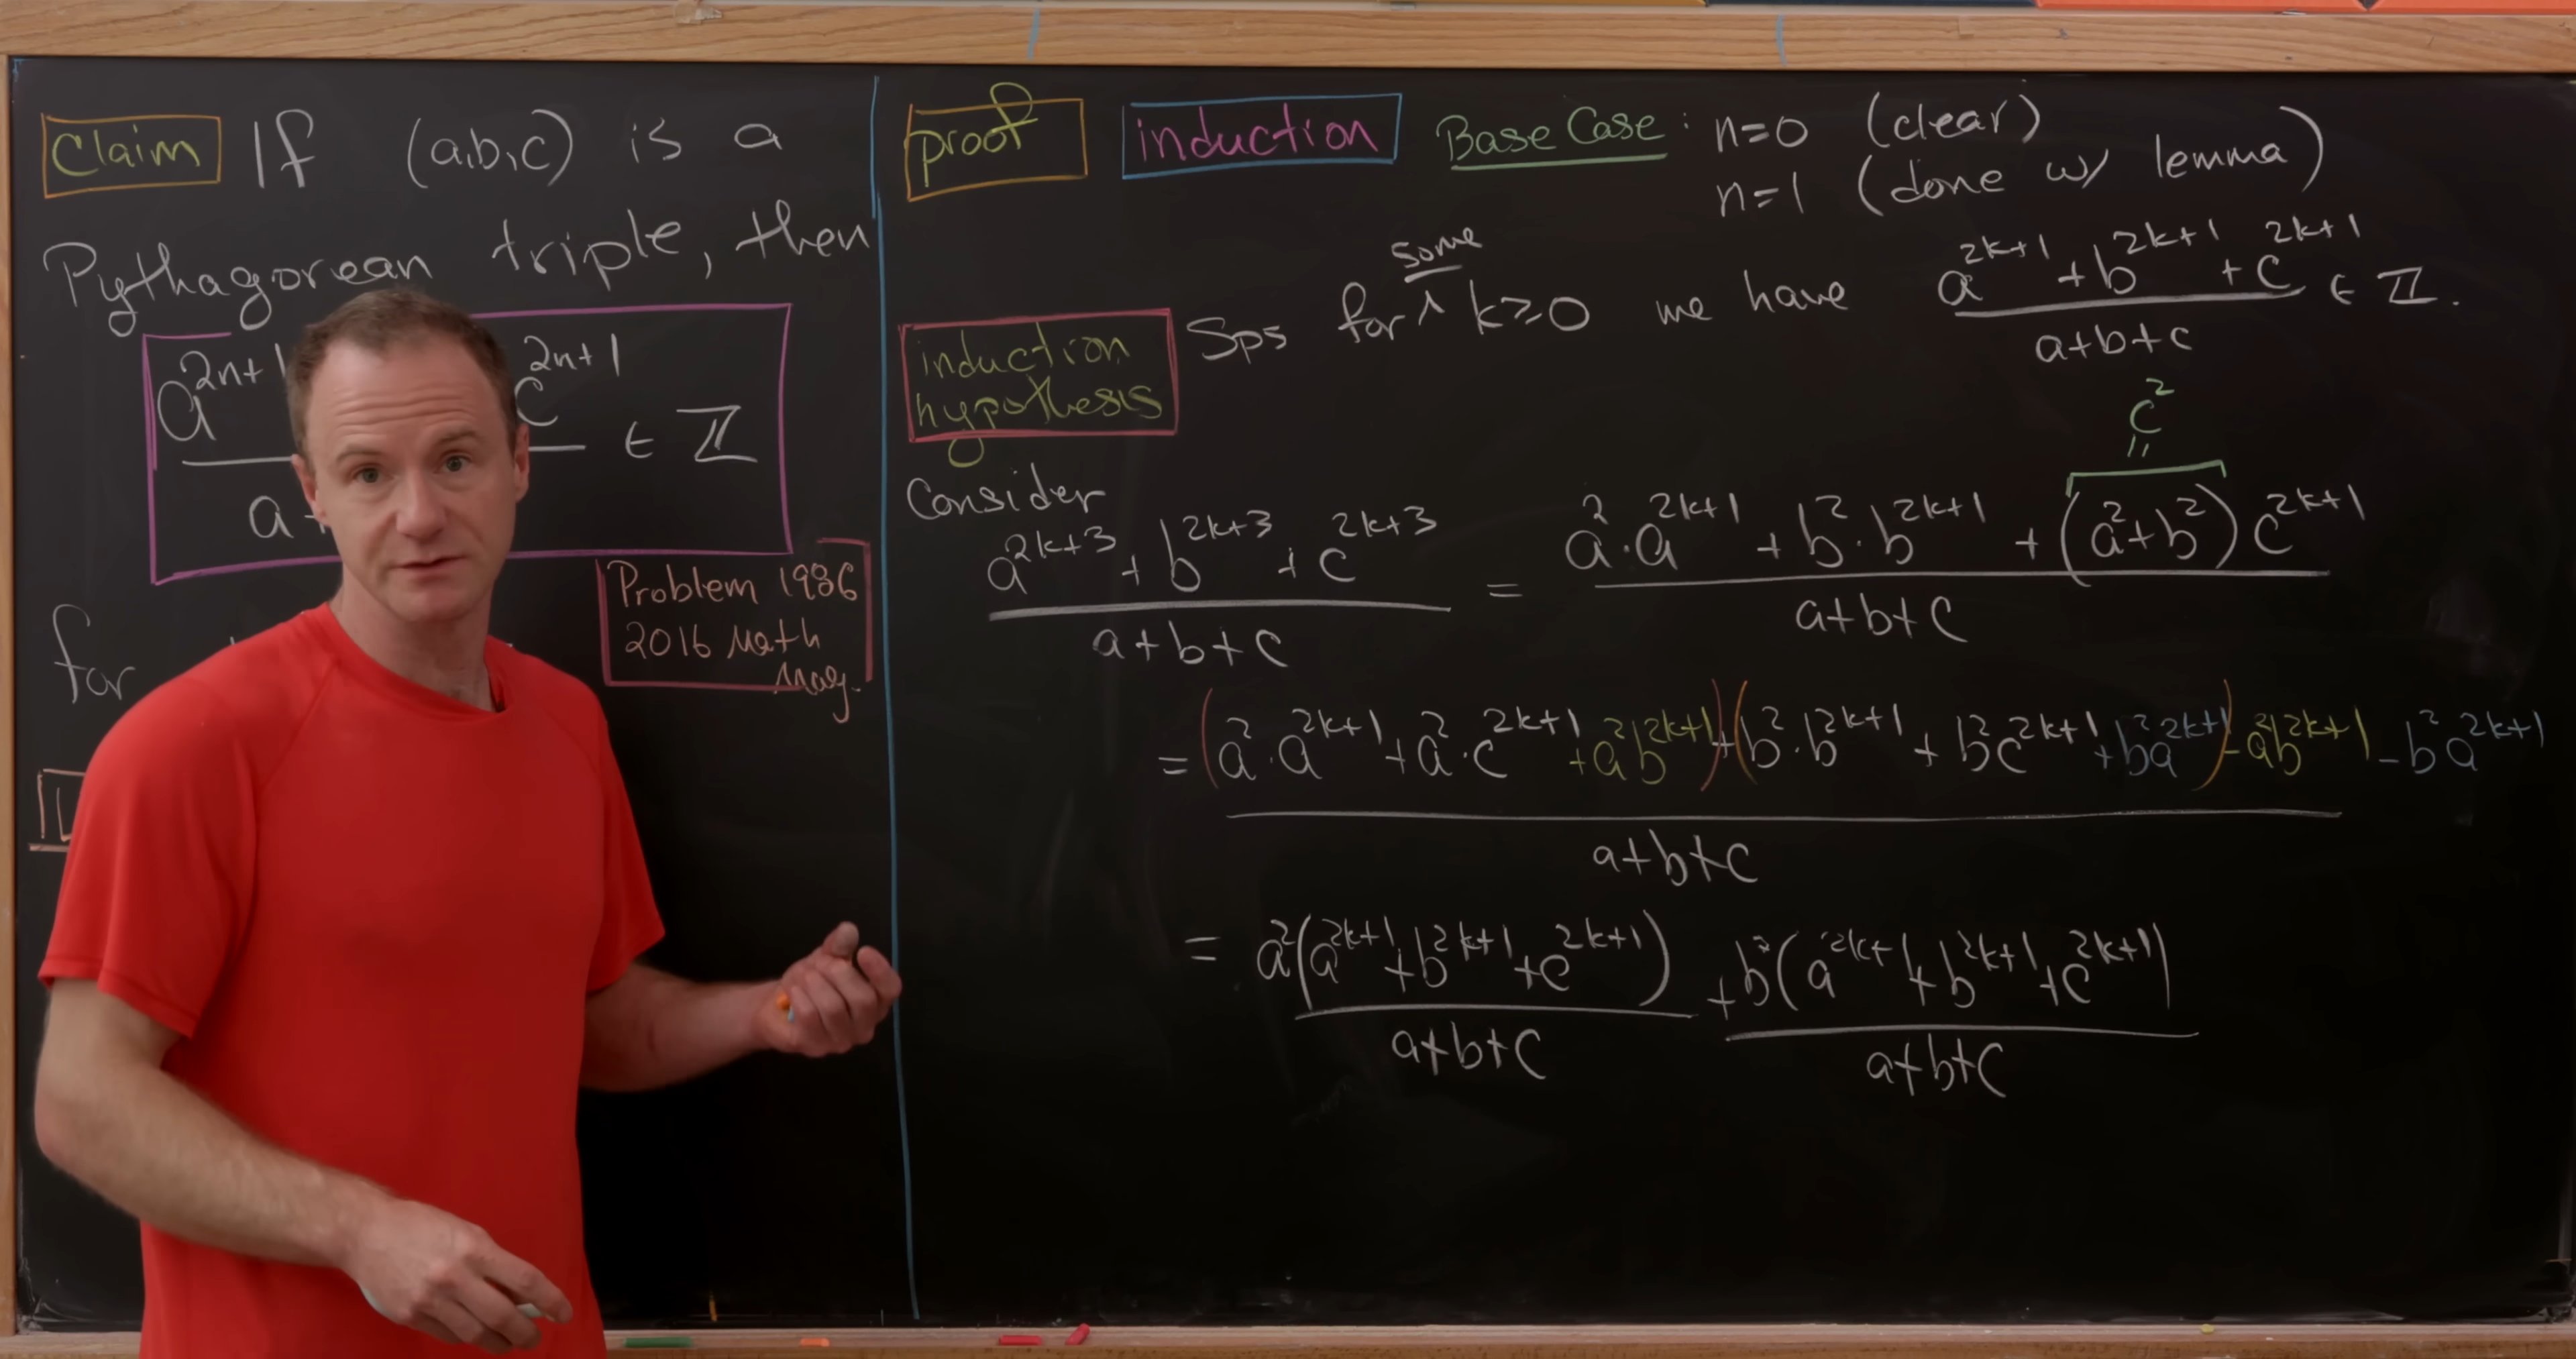 Claim If (a,b,c) is a
Pythagorean triple, then
a^{2n+1} c^{2n+1} ∈ ℤ
a+
for
Problem 1986
2016 Math
Mag.
proof induction Base Case: n=0 (clear)
n=1 (done w/ lemma)
induction hypothesis Sps for some k≥0 we have (a^{2k+1}+b^{2k+1}+c^{2k+1})/(a+b+c) ∈ ℤ.
c^2
=
Consider
(a^{2k+3}+b^{2k+3}+c^{2k+3})/(a+b+c) = (a^2·a^{2k+1}+b^2·b^{2k+1}+(a^2+b^2)c^{2k+1})/(a+b+c)
= ((a^2·a^{2k+1}+a^2·c^{2k+1}+a^2b^{2k+1})+(b^2·b^{2k+1}+b^2c^{2k+1}+b^2a^{2k+1})-a^2b^{2k+1}-b^2a^{2k+1})/(a+b+c)
= a^2(a^{2k+1}+b^{2k+1}+c^{2k+1})/(a+b+c) + b^2(a^{2k+1}+b^{2k+1}+c^{2k+1})/(a+b+c)